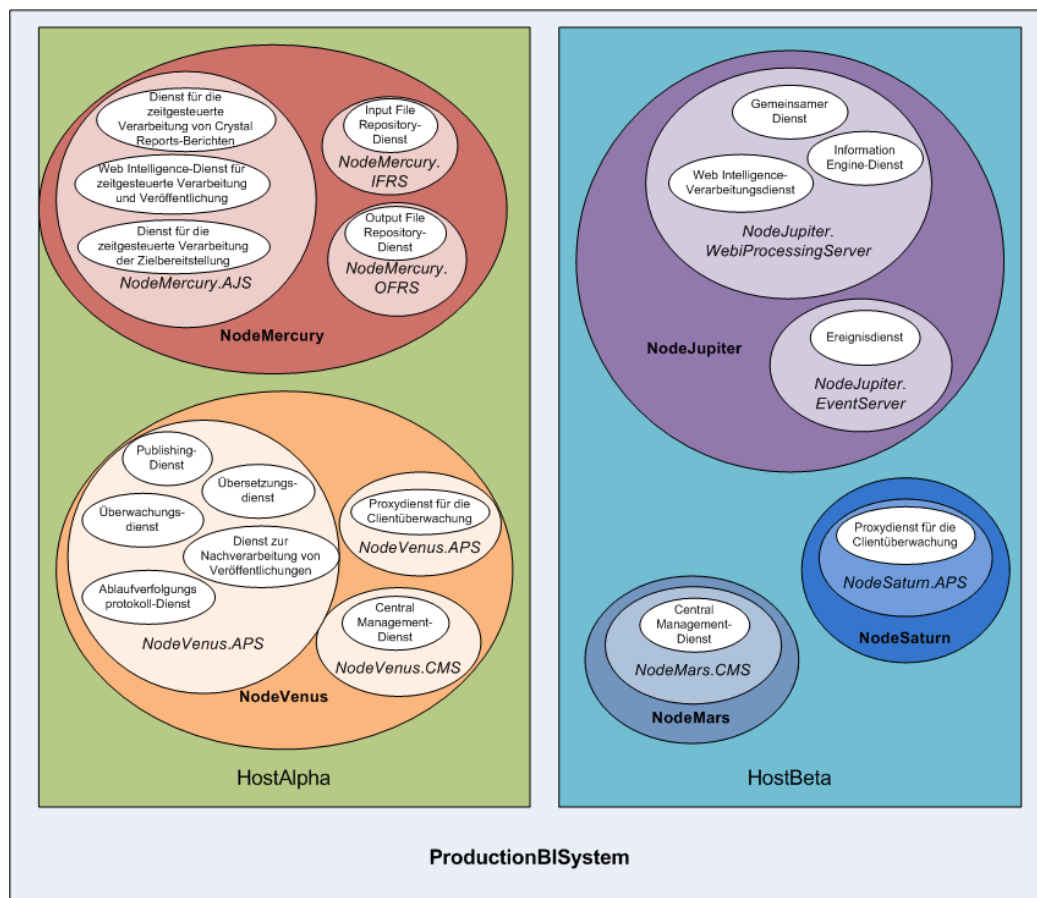 Dienst für die
zeitgesteuerte
Verarbeitung von Crystal
Reports-Berichten
Web Intelligence-Dienst für
zeitgesteuerte Verarbeitung
und Veröffentlichung
Dienst für die
zeitgesteuerte Verarbeitung
der Zielbereitstellung
NodeMercury.AJS
Input File
Repository-
Dienst
NodeMercury.
IFRS
Output File
Repository-
Dienst
NodeMercury.
OFRS
NodeMercury
Publishing-
Dienst
Übersetzungs-
dienst
Überwachungs-
dienst
Dienst zur
Nachverarbeitung von
Veröffentlichungen
Ablaufverfolgungs
protokoll-Dienst
NodeVenus.APS
Proxydienst für die
Clientüberwachung
NodeVenus.APS
Central
Management-
Dienst
NodeVenus.CMS
NodeVenus
HostAlpha
Gemeinsamer
Dienst
Information
Engine-Dienst
Web Intelligence-
Verarbeitungsdienst
NodeJupiter.
WebiProcessingServer
NodeJupiter
Ereignisdienst
NodeJupiter.
EventServer
Proxydienst für die
Clientüberwachung
NodeSaturn.APS
NodeSaturn
Central
Management-
Dienst
NodeMars.CMS
NodeMars
HostBeta
ProductionBISystem